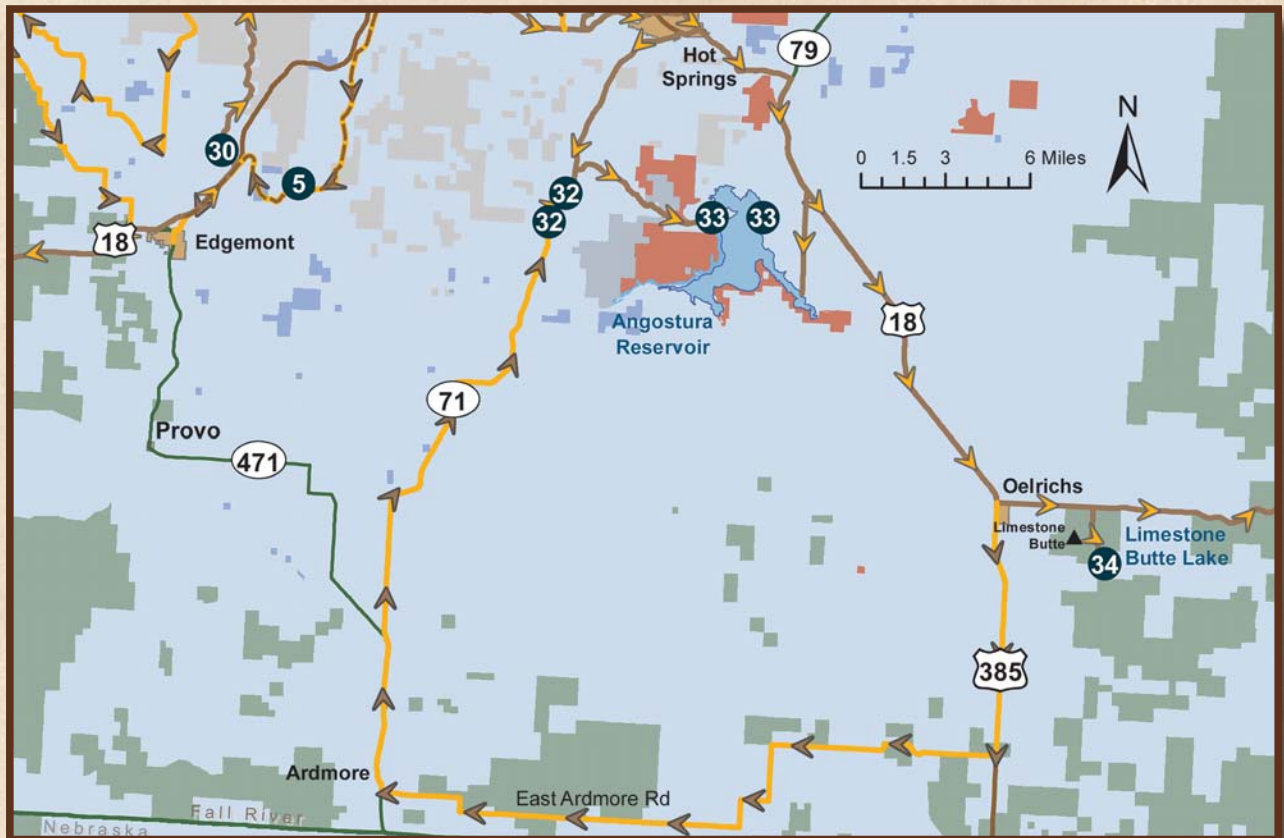 Hot
Springs
79
N
0 1.5 3 6 Miles
30
5
32
32
33
33
18
Edgemont
18
Angostura
Reservoir
71
Provo
471
Oelrichs
Limestone
Butte
Limestone
Butte Lake
34
385
Ardmore
East Ardmore Rd
Fall River
Nebraska